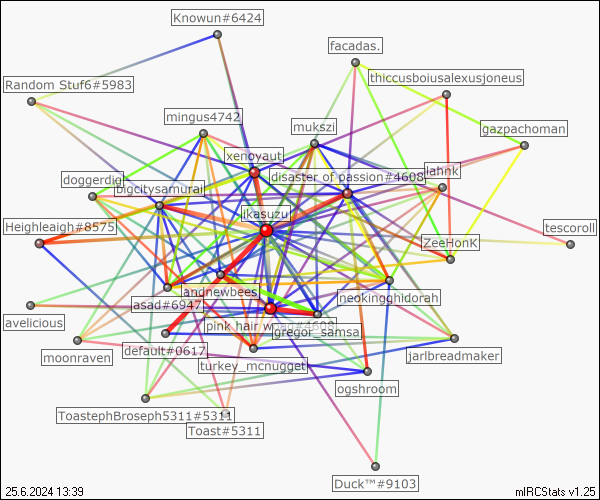 Knowun#6424
facadas.
thiccusboiusalexusjoneus
Random Stuf6#5983
mingus4742
mukszi
gazpachoman
xenoyaut
disaster of passion#4608
lahnk
doggerdig
bigcitysamurai
ikasuzu
Heighleaigh#8575
tescoroll
ZeeHonK
landnewbees
neokingghidorah
asad#6947
avelicious
pink hair w
#4608
gregor_samsa
default#0617
moonraven
jarlbreadmaker
turkey_mcnugget
ogshroom
ToastephBroseph5311#5311
Toast#5311
Duck™#9103
25.6.2024 13:39
mIRCStats v1.25